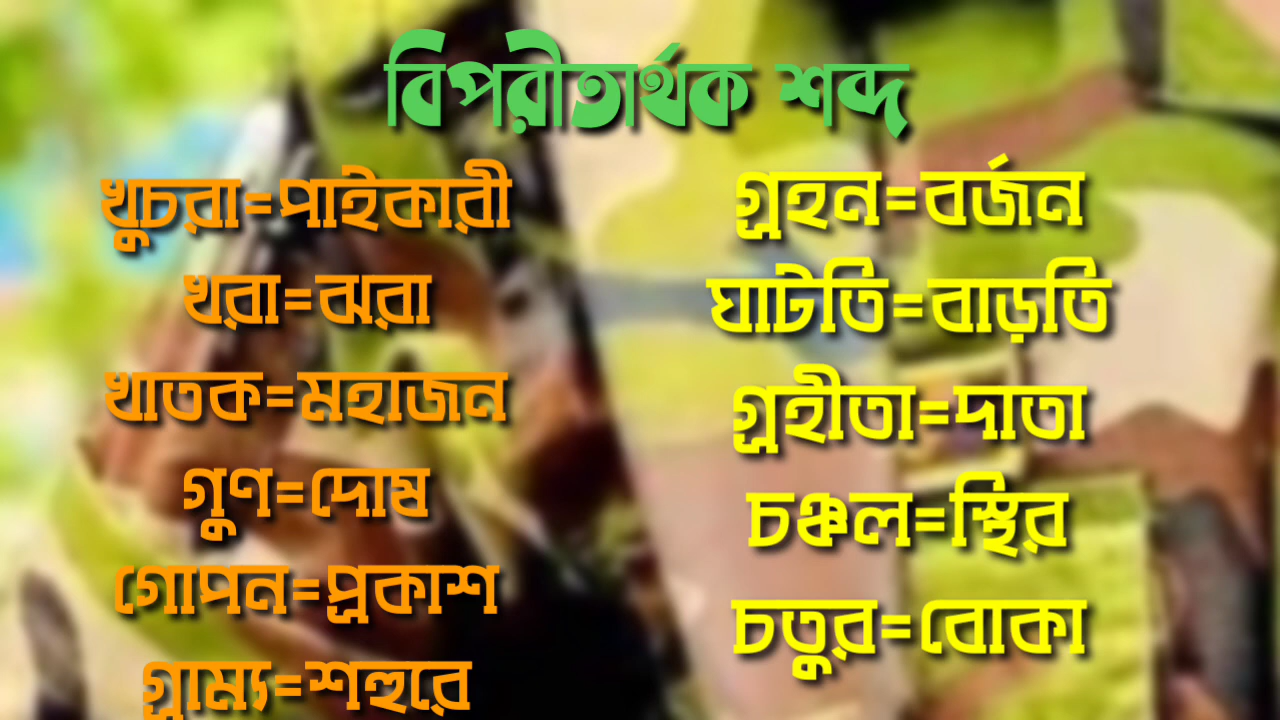 বিপরীতার্থক শব্দ
খুচরা=পাইকারী
খরা=ঝরা
খাতক=মহাজন
গুণ=দোষ
গোপন=প্রকাশ
গ্রাম্য=শহুরে
গ্রহন=বর্জন
ঘাটতি=বাড়তি
গ্রহীতা=দাতা
চঞ্চল=স্থির
চতুর=বোকা